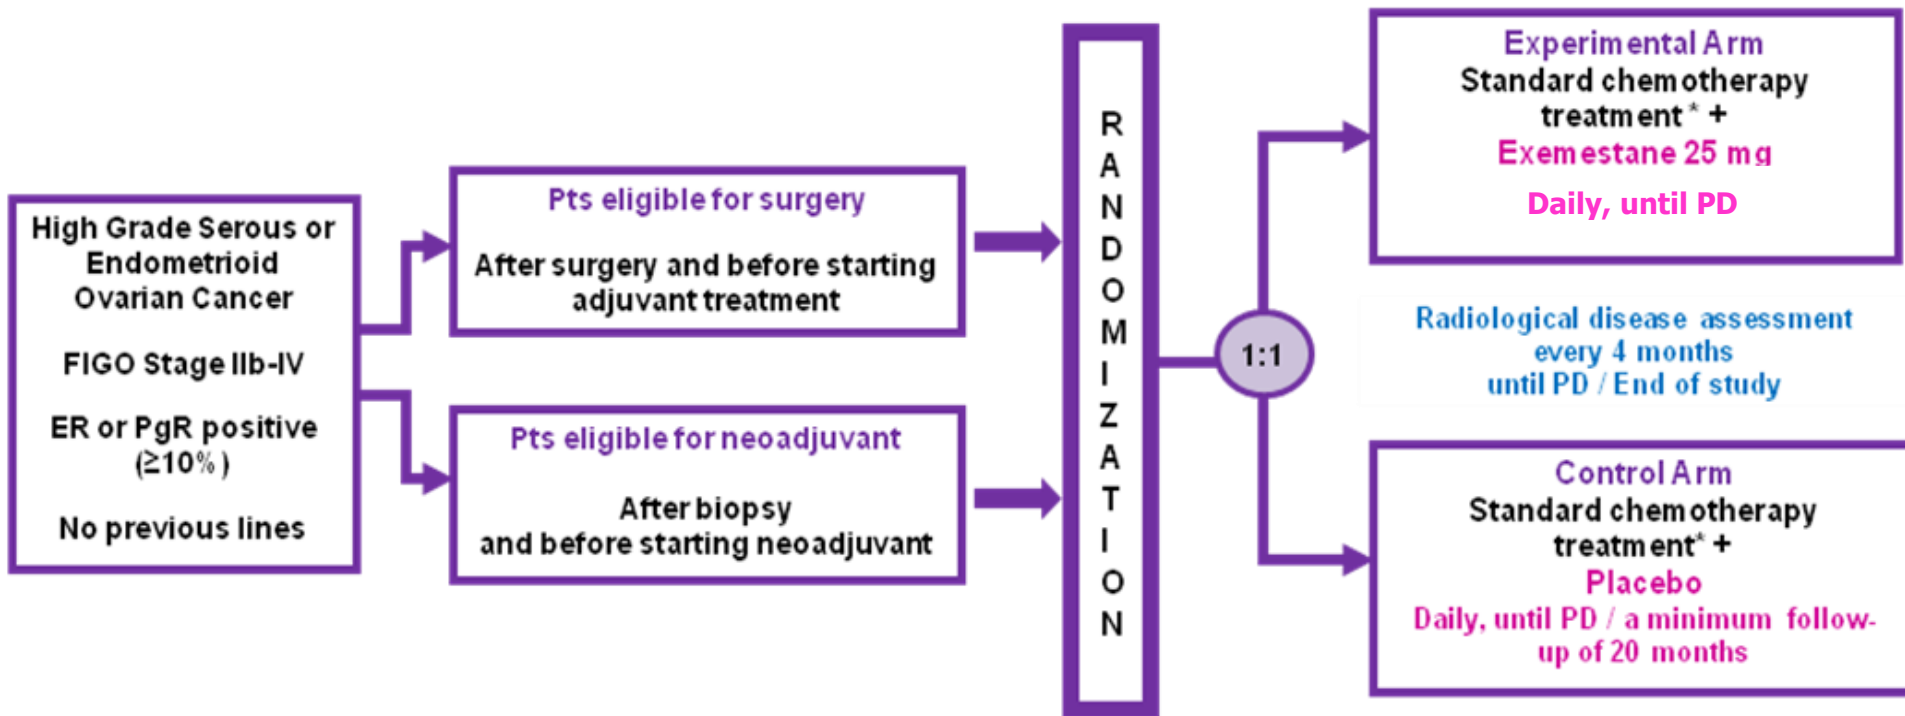 High Grade Serous or
Endometrioid
Ovarian Cancer
FIGO Stage IIb-IV
ER or PgR positive
(≥10%)
No previous lines
Pts eligible for surgery
After surgery and before starting
adjuvant treatment
Pts eligible for neoadjuvant
After biopsy
and before starting neoadjuvant
RANDOMIZATION
1:1
Experimental Arm
Standard chemotherapy
treatment* +
Exemestane 25 mg
Daily, until PD
Radiological disease assessment
every 4 months
until PD / End of study
Control Arm
Standard chemotherapy
treatment* +
Placebo
Daily, until PD / a minimum follow-
up of 20 months